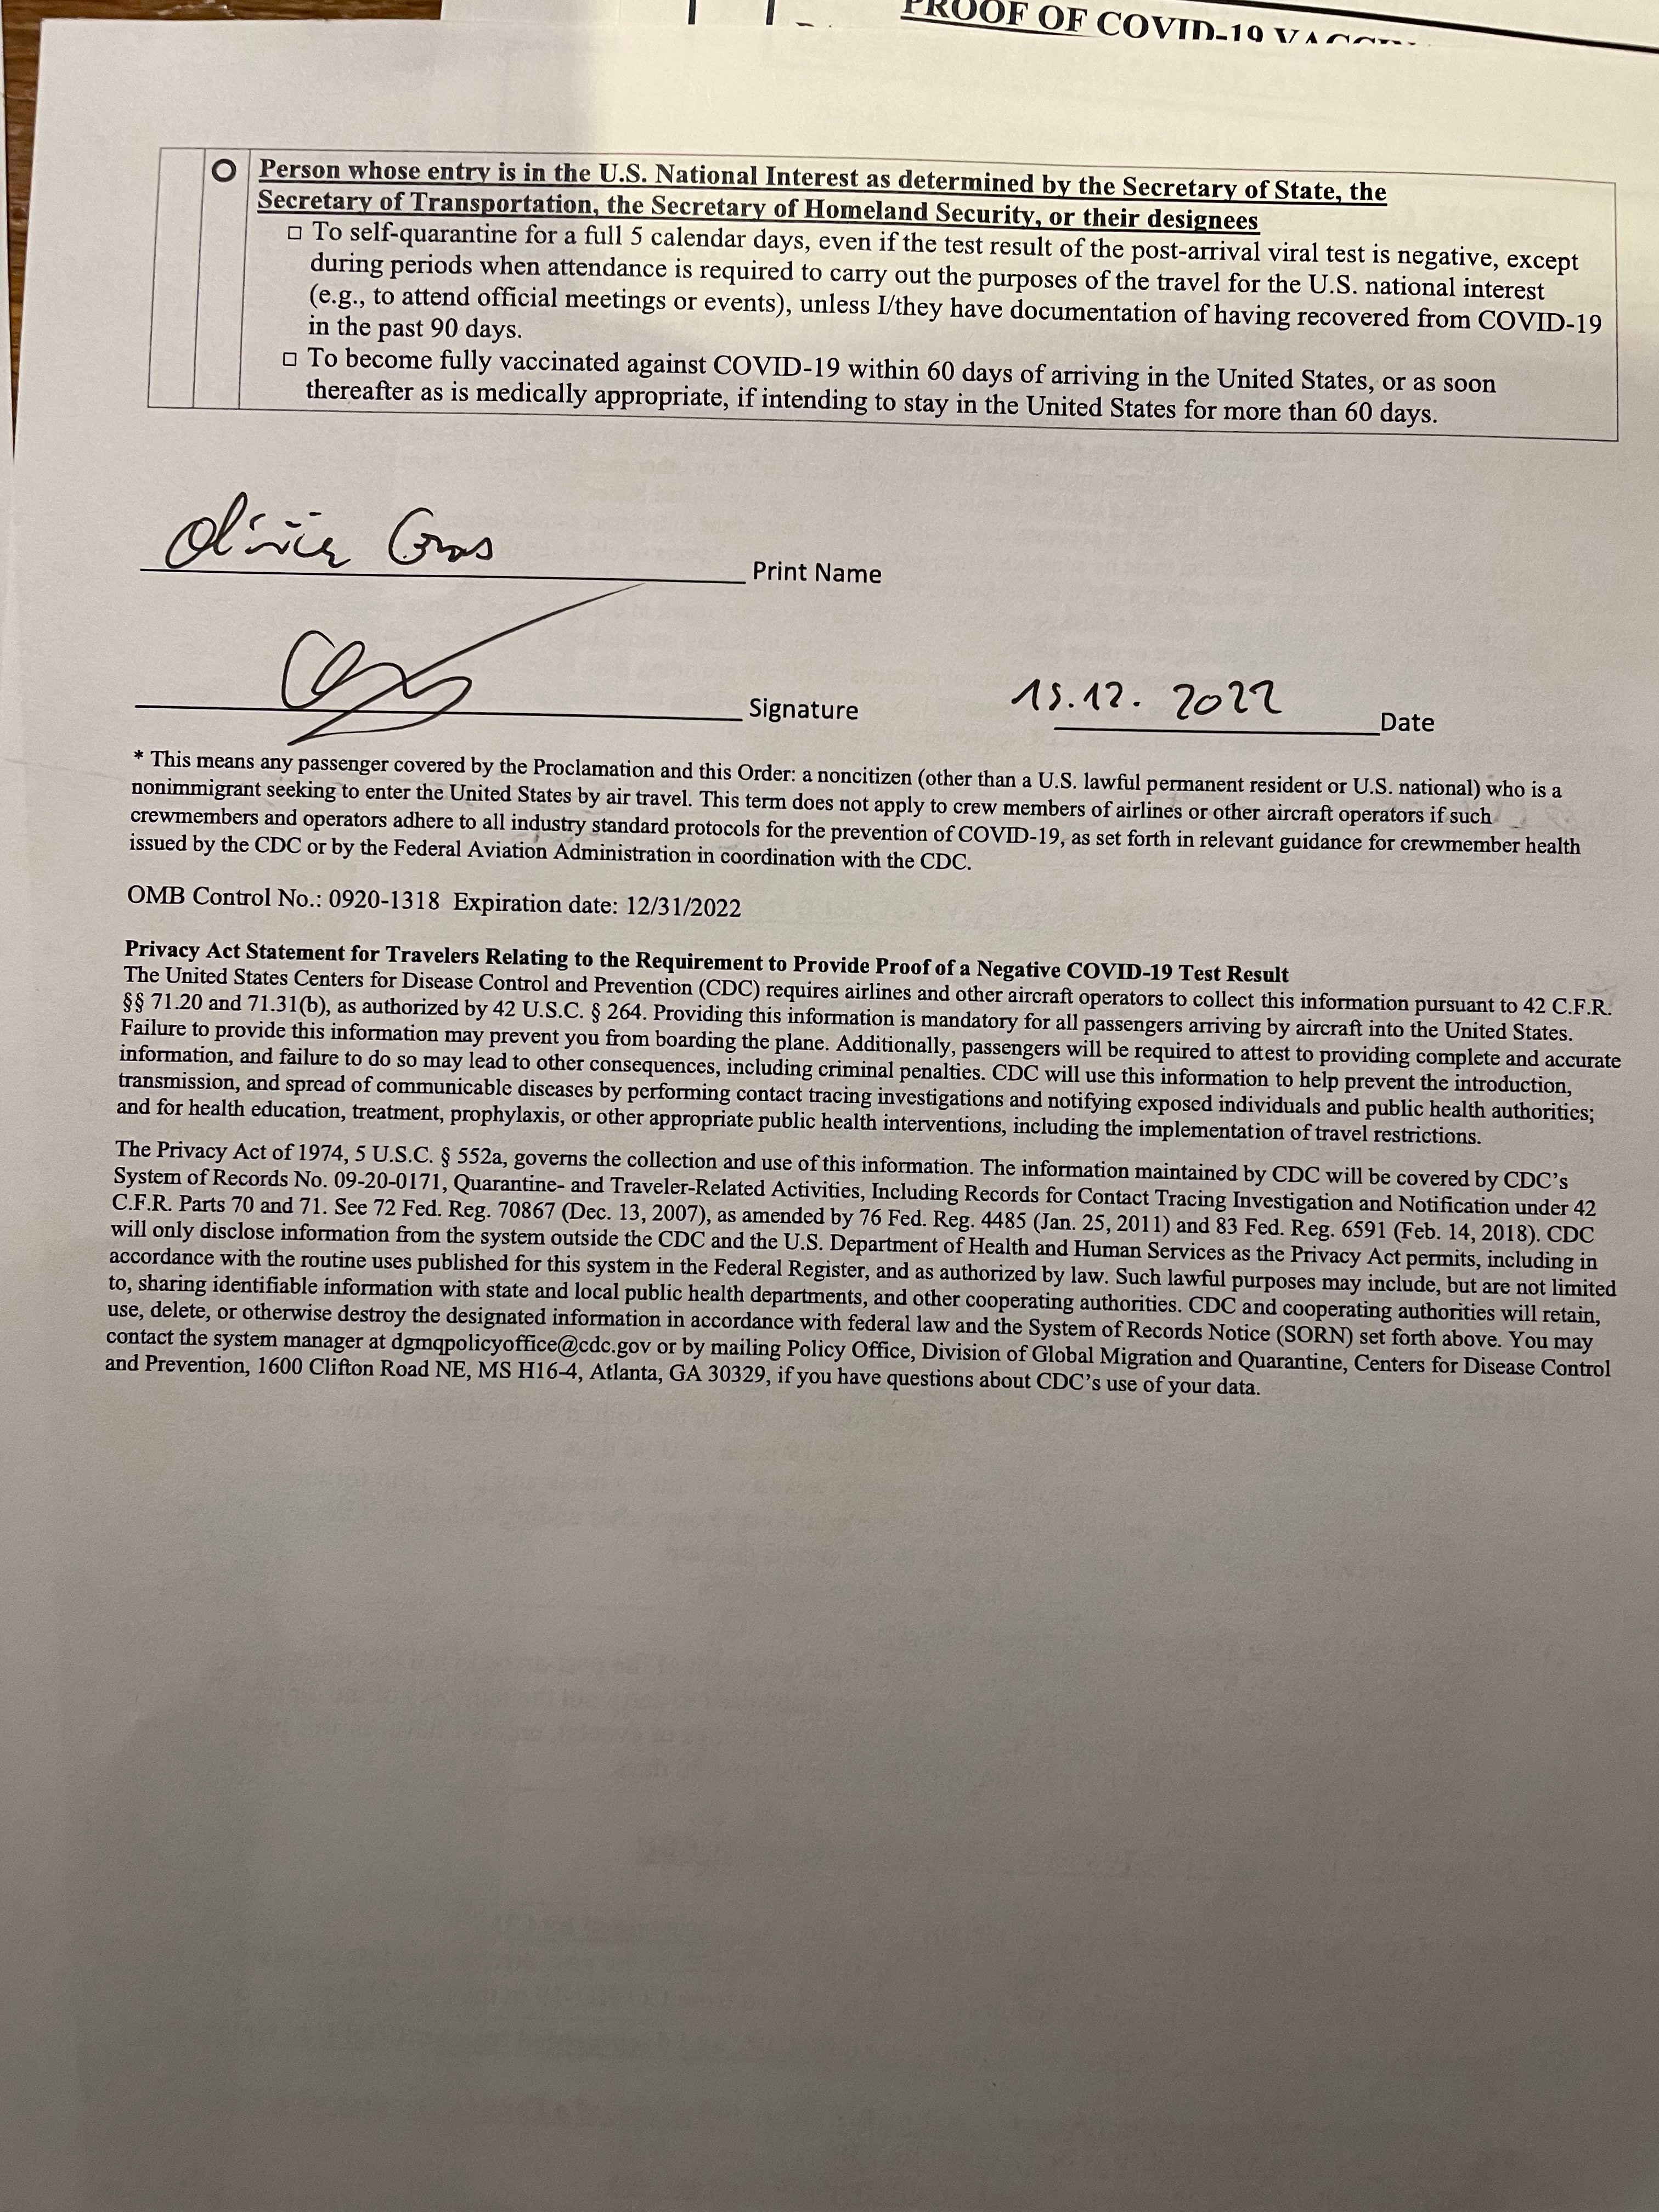 PROOF OF COVID-19
Person whose entry is in the U.S. National Interest as determined by the Secretary of State, the
Secretary of Transportation, the Secretary of Homeland Security, or their designees
□ To self-quarantine for a full 5 calendar days, even if the test result of the post-arrival viral test is negative, except
during periods when attendance is required to carry out the purposes of the travel for the U.S. national interest
(e.g., to attend official meetings or events), unless I/they have documentation of having recovered from COVID-19
in the past 90 days.
□ To become fully vaccinated against COVID-19 within 60 days of arriving in the United States, or as soon
thereafter as is medically appropriate, if intending to stay in the United States for more than 60 days.
Olivier Gros Print Name
Signature 15.12. 2022 Date
* This means any passenger covered by the Proclamation and this Order: a noncitizen (other than a U.S. lawful permanent resident or U.S. national) who is a
nonimmigrant seeking to enter the United States by air travel. This term does not apply to crew members of airlines or other aircraft operators if such
crewmembers and operators adhere to all industry standard protocols for the prevention of COVID-19, as set forth in relevant guidance for crewmember health
issued by the CDC or by the Federal Aviation Administration in coordination with the CDC.
OMB Control No.: 0920-1318 Expiration date: 12/31/2022
Privacy Act Statement for Travelers Relating to the Requirement to Provide Proof of a Negative COVID-19 Test Result
The United States Centers for Disease Control and Prevention (CDC) requires airlines and other aircraft operators to collect this information pursuant to 42 C.F.R.
§§ 71.20 and 71.31(b), as authorized by 42 U.S.C. § 264. Providing this information is mandatory for all passengers arriving by aircraft into the United States.
Failure to provide this information may prevent you from boarding the plane. Additionally, passengers will be required to attest to providing complete and accurate
information, and failure to do so may lead to other consequences, including criminal penalties. CDC will use this information to help prevent the introduction,
transmission, and spread of communicable diseases by performing contact tracing investigations and notifying exposed individuals and public health authorities;
and for health education, treatment, prophylaxis, or other appropriate public health interventions, including the implementation of travel restrictions.
The Privacy Act of 1974, 5 U.S.C. § 552a, governs the collection and use of this information. The information maintained by CDC will be covered by CDC's
System of Records No. 09-20-0171, Quarantine- and Traveler-Related Activities, Including Records for Contact Tracing Investigation and Notification under 42
C.F.R. Parts 70 and 71. See 72 Fed. Reg. 70867 (Dec. 13, 2007), as amended by 76 Fed. Reg. 4485 (Jan. 25, 2011) and 83 Fed. Reg. 6591 (Feb. 14, 2018). CDC
will only disclose information from the system outside the CDC and the U.S. Department of Health and Human Services as the Privacy Act permits, including in
accordance with the routine uses published for this system in the Federal Register, and as authorized by law. Such lawful purposes may include, but are not limited
to, sharing identifiable information with state and local public health departments, and other cooperating authorities. CDC and cooperating authorities will retain,
use, delete, or otherwise destroy the designated information in accordance with federal law and the System of Records Notice (SORN) set forth above. You may
contact the system manager at dgmqpolicyoffice@cdc.gov or by mailing Policy Office, Division of Global Migration and Quarantine, Centers for Disease Control
and Prevention, 1600 Clifton Road NE, MS H16-4, Atlanta, GA 30329, if you have questions about CDC's use of your data.